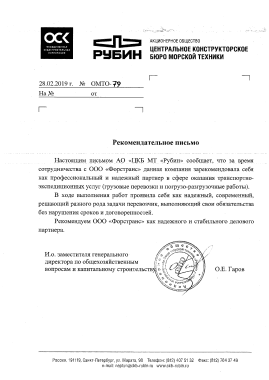 ОСК
ОБЪЕДИНЕННАЯ
СУДОСТРОИТЕЛЬНАЯ
КОРПОРАЦИЯ
РУБИН
АКЦИОНЕРНОЕ ОБЩЕСТВО
ЦЕНТРАЛЬНОЕ КОНСТРУКТОРСКОЕ
БЮРО МОРСКОЙ ТЕХНИКИ
28.02.2019 г. № ОМТО-79
На № от
Рекомендательное письмо
Настоящим письмом АО «ЦКБ МТ «Рубин» сообщает, что за время
сотрудничества с ООО «Форстранс» данная компания зарекомендовала себя
как профессиональный и надежный партнер в сфере оказания транспортно-
экспедиционных услуг (грузовые перевозки и погрузо-разгрузочные работы).
В ходе выполнения работ проявила себя как надежный, современный,
решающий разного рода задачи перевозчик, выполняющий свои обязательства
без нарушения сроков и договоренностей.
Рекомендуем ООО «Форстранс» как надежного и стабильного делового
партнера.
И.о. заместителя генерального
директора по общехозяйственным
вопросам и капитальному строительству
О.Е. Гаров
Россия, 191119, Санкт-Петербург, ул. Марата, 90 Телефон: (812) 407 51 32 Факс: (812) 764 37 49
e-mail: neptun@ckb-rubin.ru www.ckb-rubin.ru